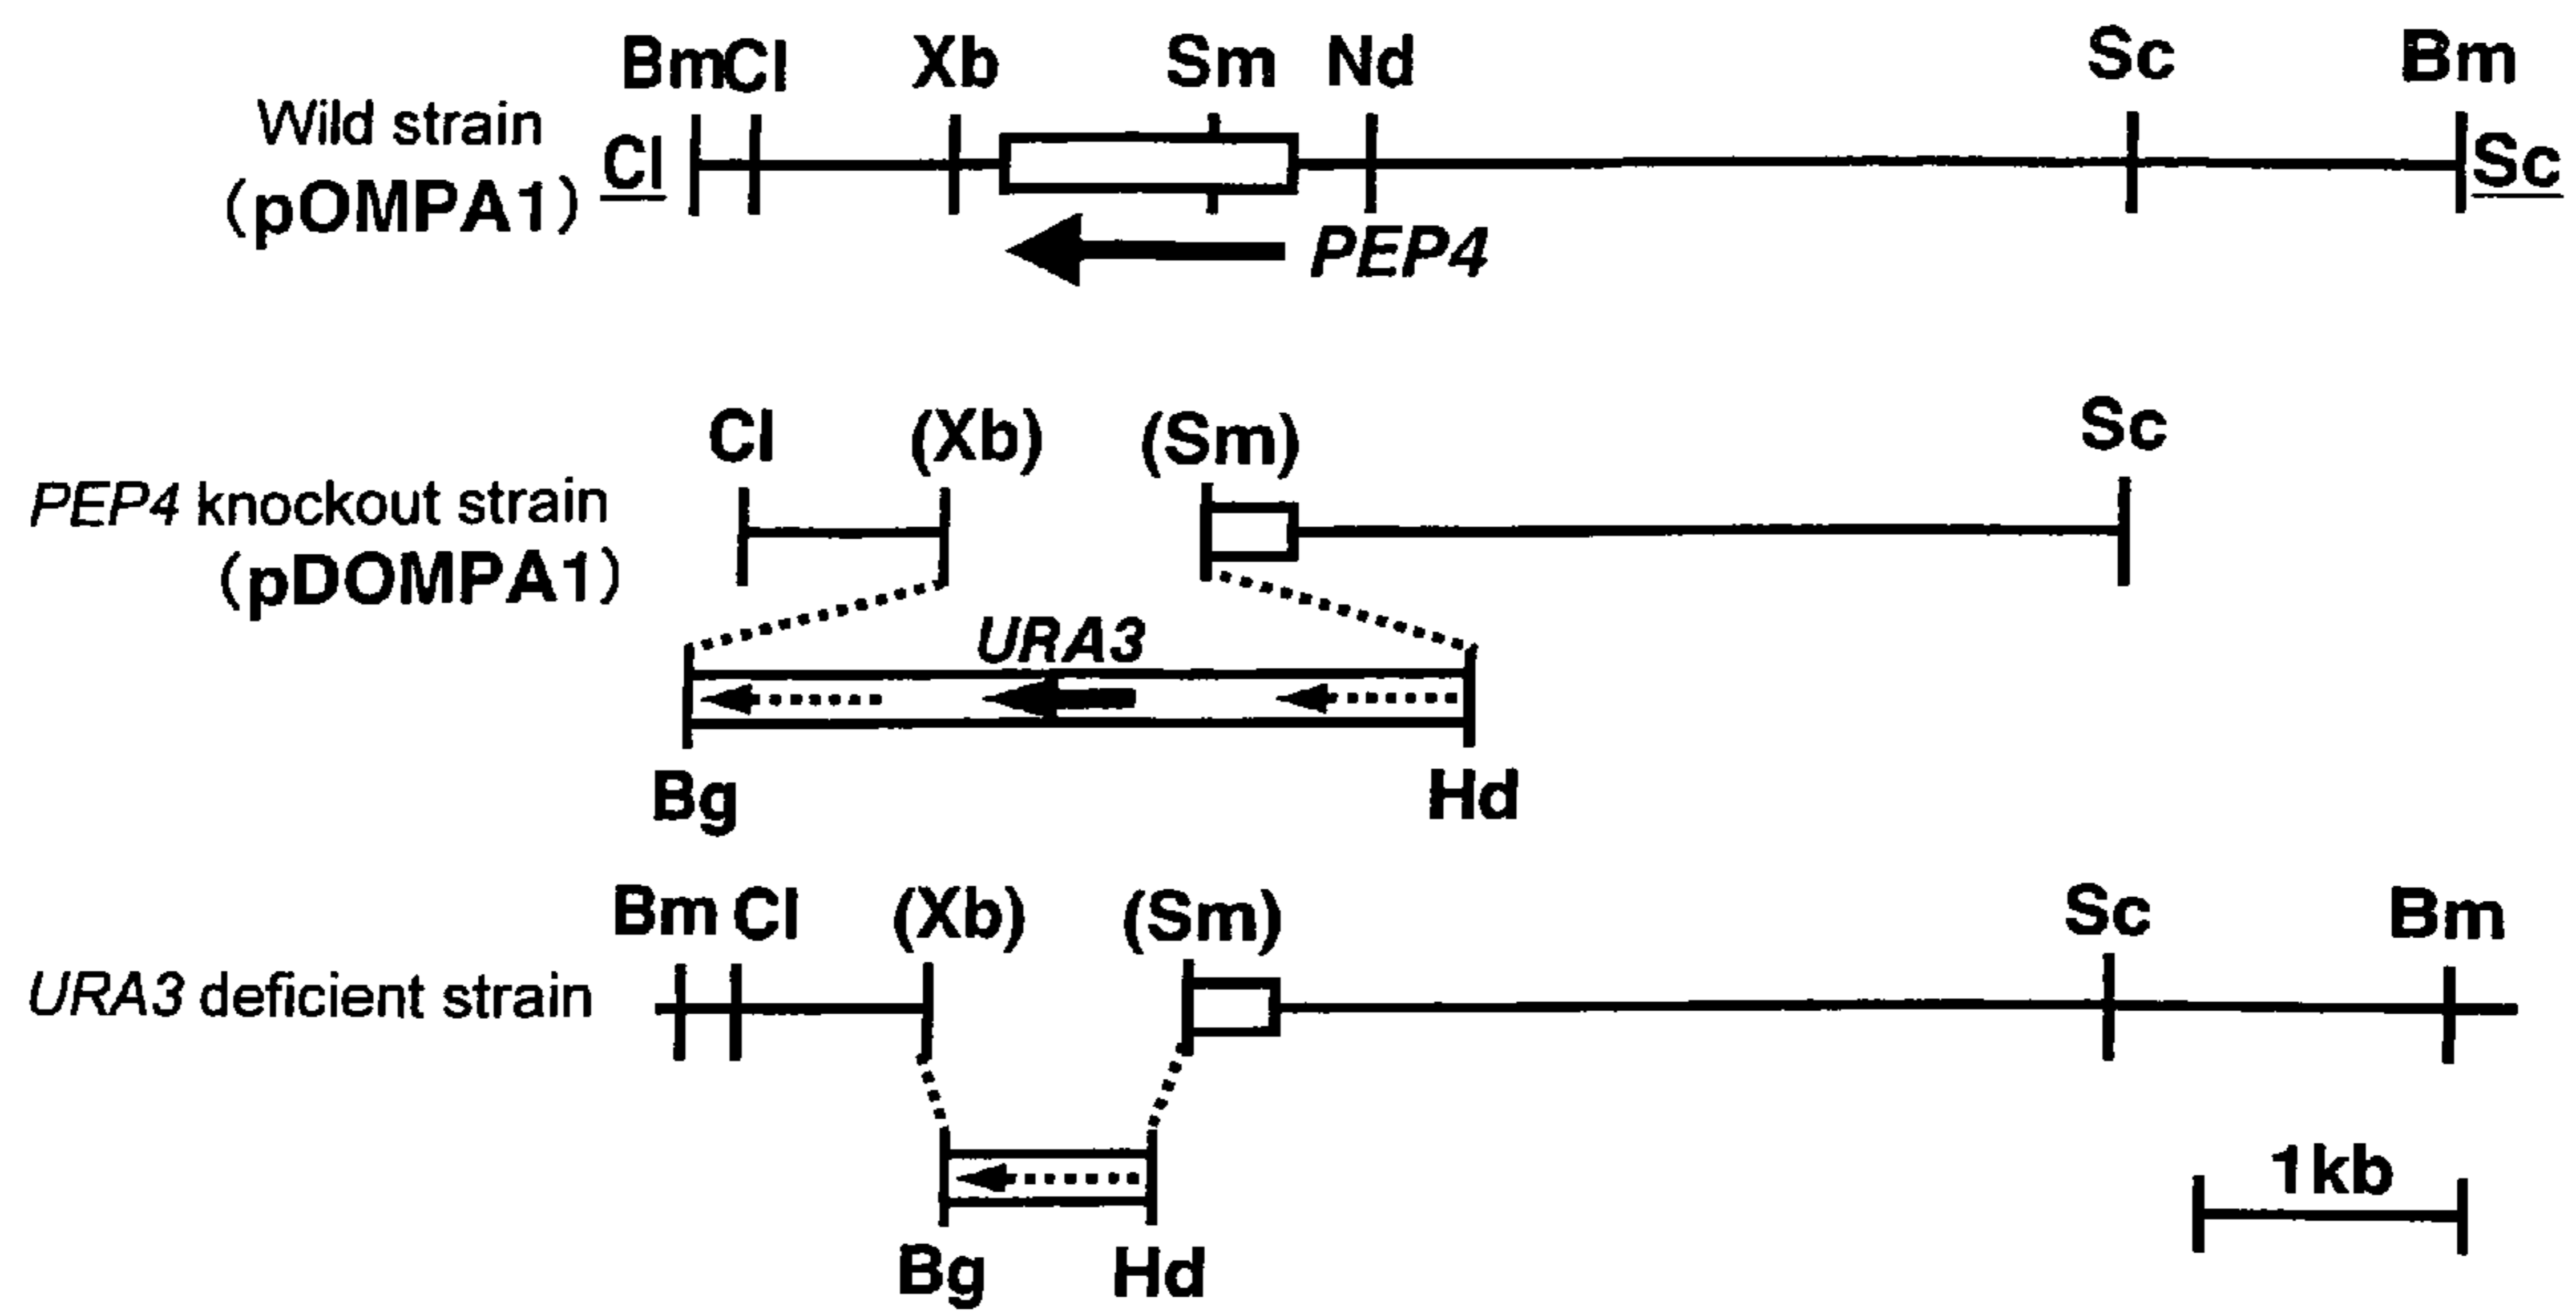 Bm Cl Xb Sm Nd Sc Bm
Wild strain
(pOMPA1) Cl Sc
PEP4
Cl (Xb) (Sm) Sc
PEP4 knockout strain
(pDOMPA1)
URA3
Bg Hd
Bm Cl (Xb) (Sm) Sc Bm
URA3 deficient strain
1kb
Bg Hd